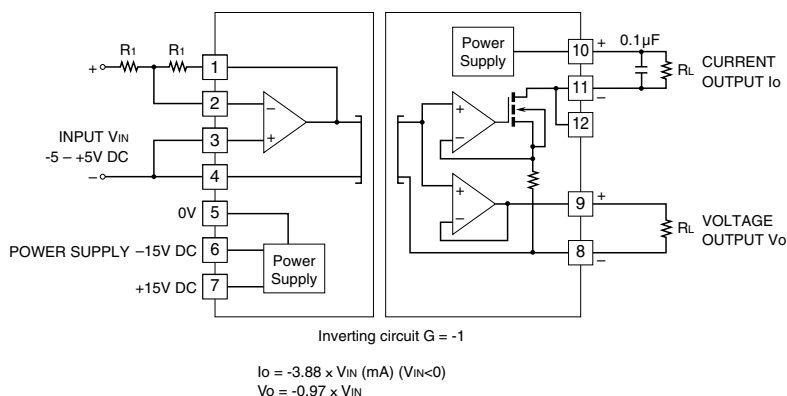 R1 R1
+
1
2
3
4
5
6
7
INPUT VIN
-5 – +5V DC
–
0V
POWER SUPPLY –15V DC
+15V DC
Power
Supply
–
+
Power
Supply
+
–
+
–
10
11
12
9
8
+
0.1µF
RL
CURRENT
OUTPUT Io
–
+
RL
VOLTAGE
OUTPUT Vo
–
Inverting circuit G = -1
Io = -3.88 x VIN (mA) (VIN<0)
Vo = -0.97 x VIN